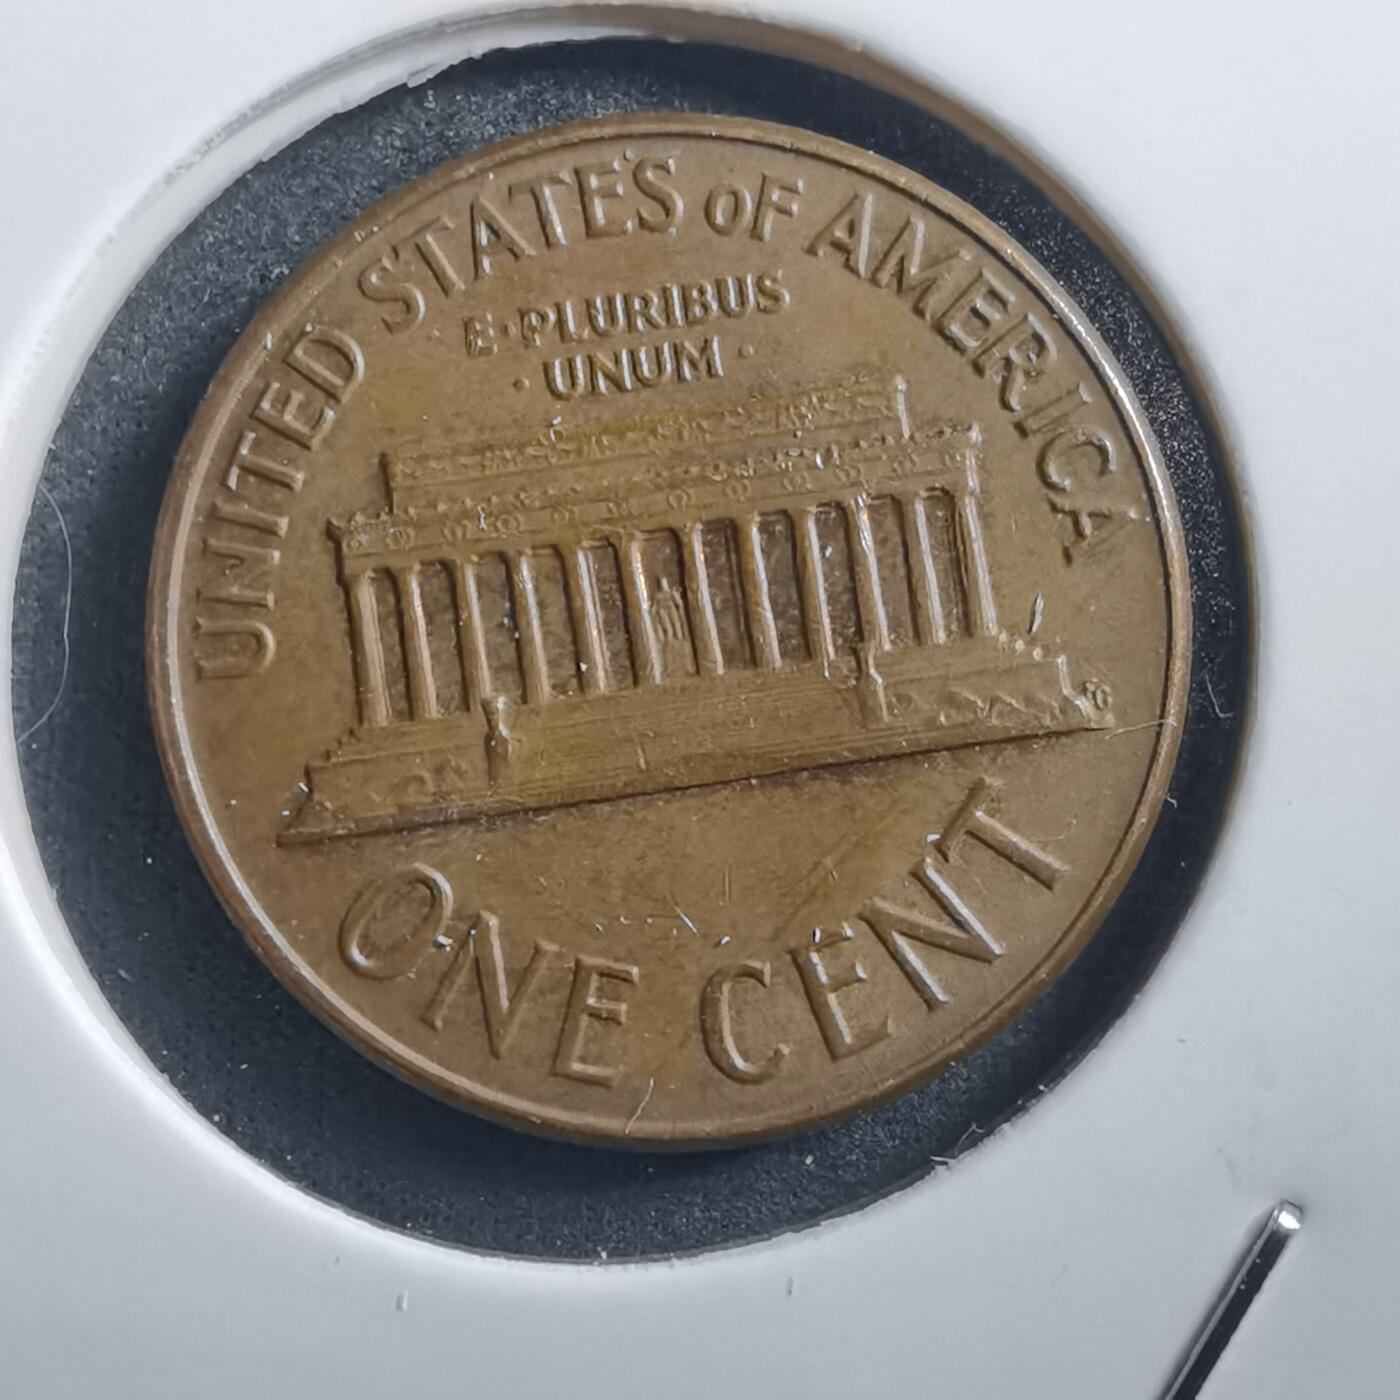 UNITED STATES oF AMERICA
E·PLURIBUS
·UNUM·
ONE CENT